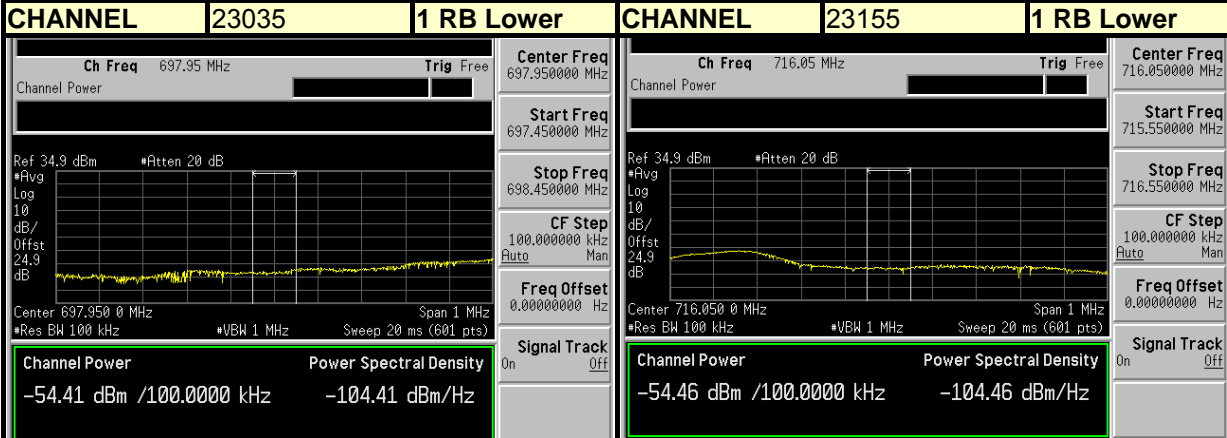 CHANNEL 23035 1 RB Lower CHANNEL 23155 1 RB Lower
Ch Freq 697.95 MHz Trig Free
Channel Power
Center Freq
697.950000 MHz
Start Freq
697.450000 MHz
Stop Freq
698.450000 MHz
CF Step
100.000000 kHz
Auto Man
Freq Offset
0.00000000 Hz
Signal Track
On Off
Ref 34.9 dBm #Atten 20 dB
#Avg
Log
10
dB/
Offst
24.9
dB
Center 697.950 0 MHz Span 1 MHz
#Res BW 100 kHz #VBW 1 MHz Sweep 20 ms (601 pts)
Channel Power Power Spectral Density
-54.41 dBm /100.0000 kHz -104.41 dBm/Hz
Ch Freq 716.05 MHz Trig Free
Channel Power
Center Freq
716.050000 MHz
Start Freq
715.550000 MHz
Stop Freq
716.550000 MHz
CF Step
100.000000 kHz
Auto Man
Freq Offset
0.00000000 Hz
Signal Track
On Off
Ref 34.9 dBm #Atten 20 dB
#Avg
Log
10
dB/
Offst
24.9
dB
Center 716.050 0 MHz Span 1 MHz
#Res BW 100 kHz #VBW 1 MHz Sweep 20 ms (601 pts)
Channel Power Power Spectral Density
-54.46 dBm /100.0000 kHz -104.46 dBm/Hz